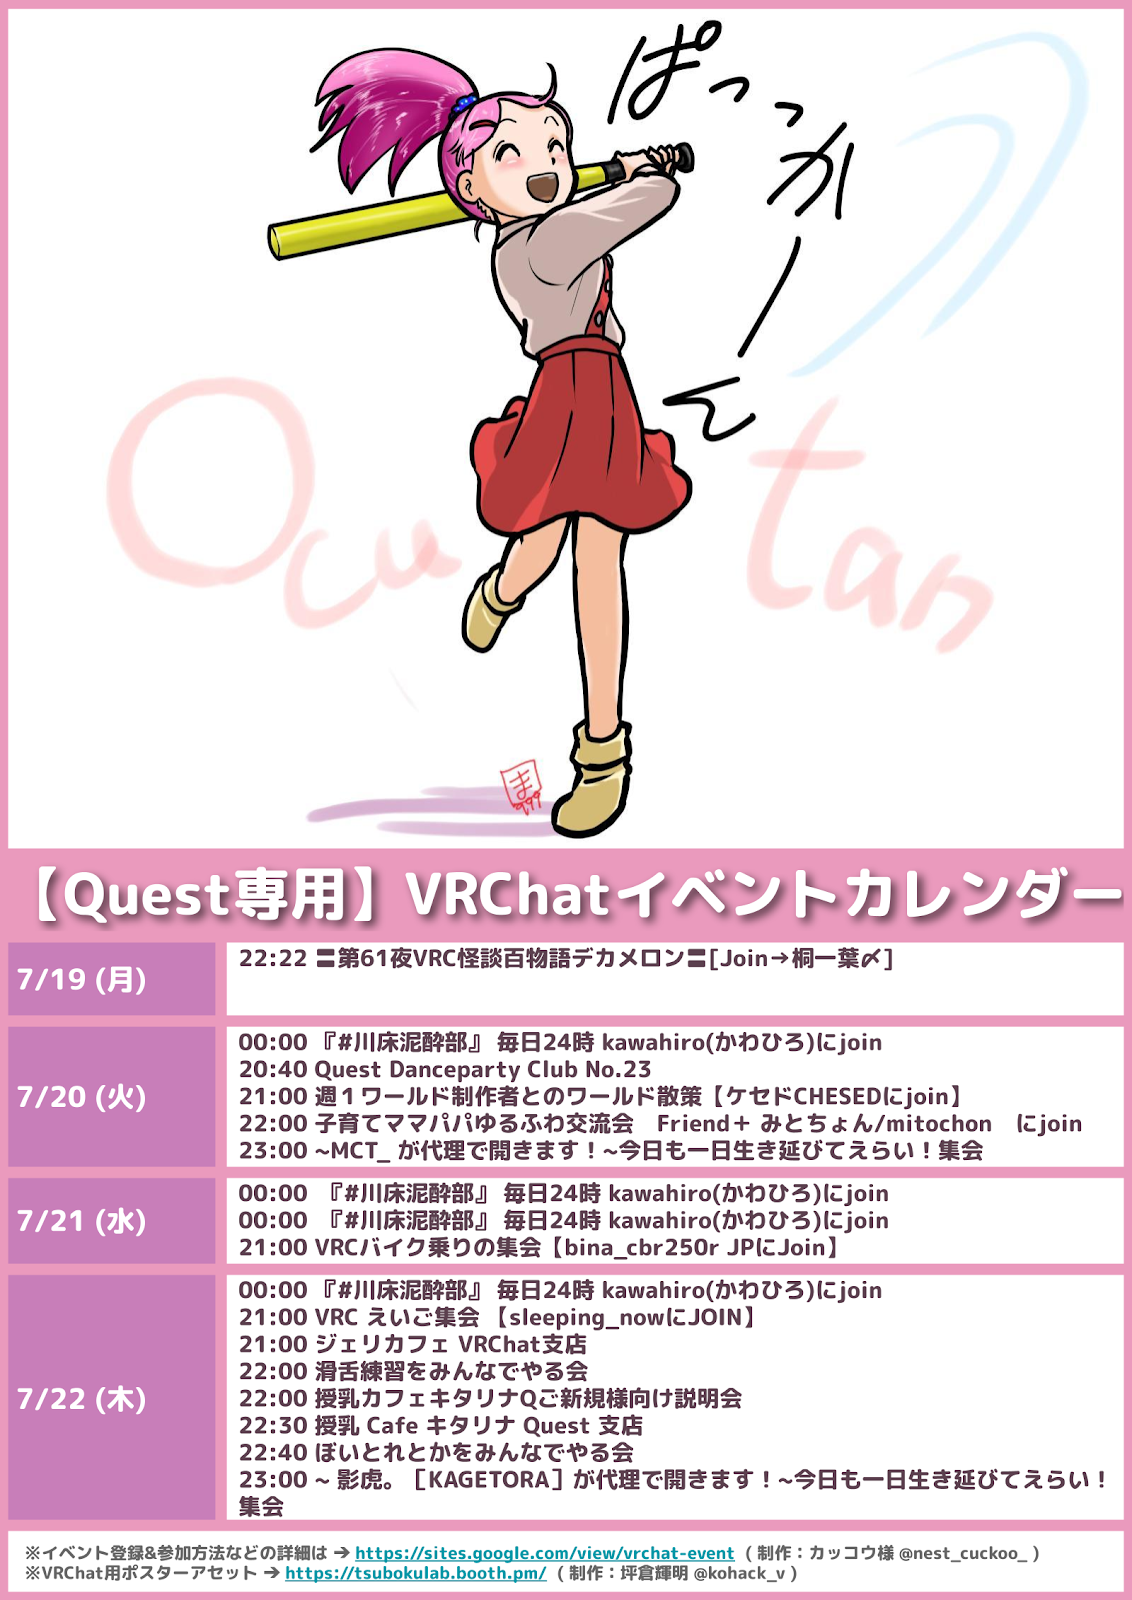 ぱっっかーん
Ocu tan
ま
999
【Quest専用】VRChatイベントカレンダー
7/19 (月)
22:22 〓第61夜VRC怪談百物語デカメロン〓[Join→桐一葉〆]
7/20 (火)
00:00 『#川床泥酔部』 毎日24時 kawahiro(かわひろ)にjoin
20:40 Quest Danceparty Club No.23
21:00 週１ワールド制作者とのワールド散策【ケセドCHESEDにjoin】
22:00 子育てママパパゆるふわ交流会　Friend＋ みとちょん/mitochon　にjoin
23:00 ~MCT_ が代理で開きます！~今日も一日生き延びてえらい！集会
7/21 (水)
00:00 『#川床泥酔部』 毎日24時 kawahiro(かわひろ)にjoin
00:00 『#川床泥酔部』 毎日24時 kawahiro(かわひろ)にjoin
21:00 VRCバイク乗りの集会【bina_cbr250r JPにJoin】
7/22 (木)
00:00 『#川床泥酔部』 毎日24時 kawahiro(かわひろ)にjoin
21:00 VRC えいご集会 【sleeping_nowにJOIN】
21:00 ジェリカフェ VRChat支店
22:00 滑舌練習をみんなでやる会
22:00 授乳カフェキタリナQご新規様向け説明会
22:30 授乳 Cafe キタリナ Quest 支店
22:40 ぼいとれとかをみんなでやる会
23:00 ~ 影虎。［KAGETORA］が代理で開きます！~今日も一日生き延びてえらい！
集会
※イベント登録&参加方法などの詳細は → https://sites.google.com/view/vrchat-event （ 制作：カッコウ様 @nest_cuckoo_ ）
※VRChat用ポスターアセット → https://tsubokulab.booth.pm/ （ 制作：坪倉輝明 @kohack_v ）